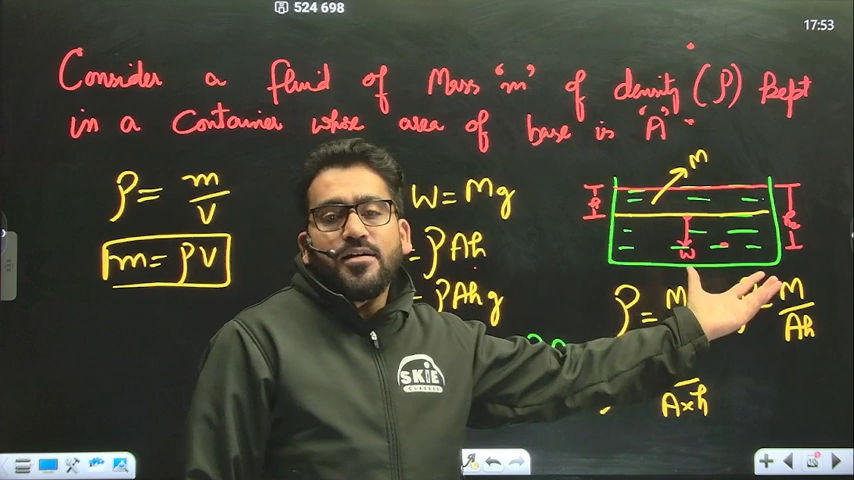 524 698
17:53
Consider a fluid of Mass 'm' of density (ρ) kept
in a container whose area of base is 'A'.
ρ = m/V
m = ρV
W = Mg
= ρAh
= ρAhg
M
h
h
W
ρ = M
A×h
M/Ah
SKIE
CLASSES